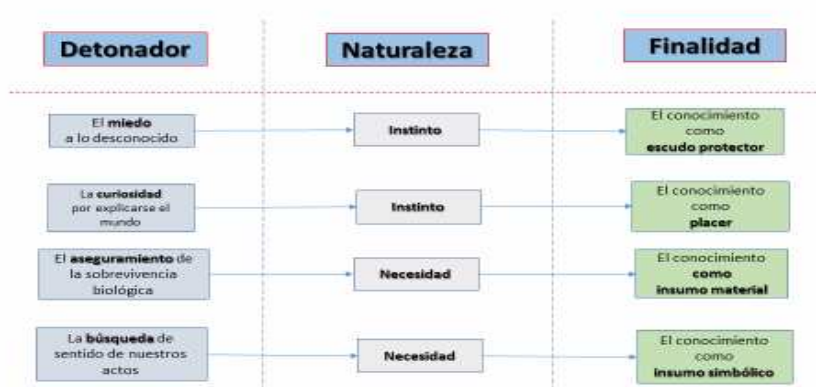 Detonador
Naturaleza
Finalidad
El miedo
a lo desconocido
Instinto
El conocimiento
como
escudo protector
La curiosidad
por explicarse el
mundo
Instinto
El conocimiento
como
placer
El aseguramiento de
la sobrevivencia
biológica
Necesidad
El conocimiento
como
insumo material
La búsqueda de
sentido de nuestros
actos
Necesidad
El conocimiento
como
insumo simbólico